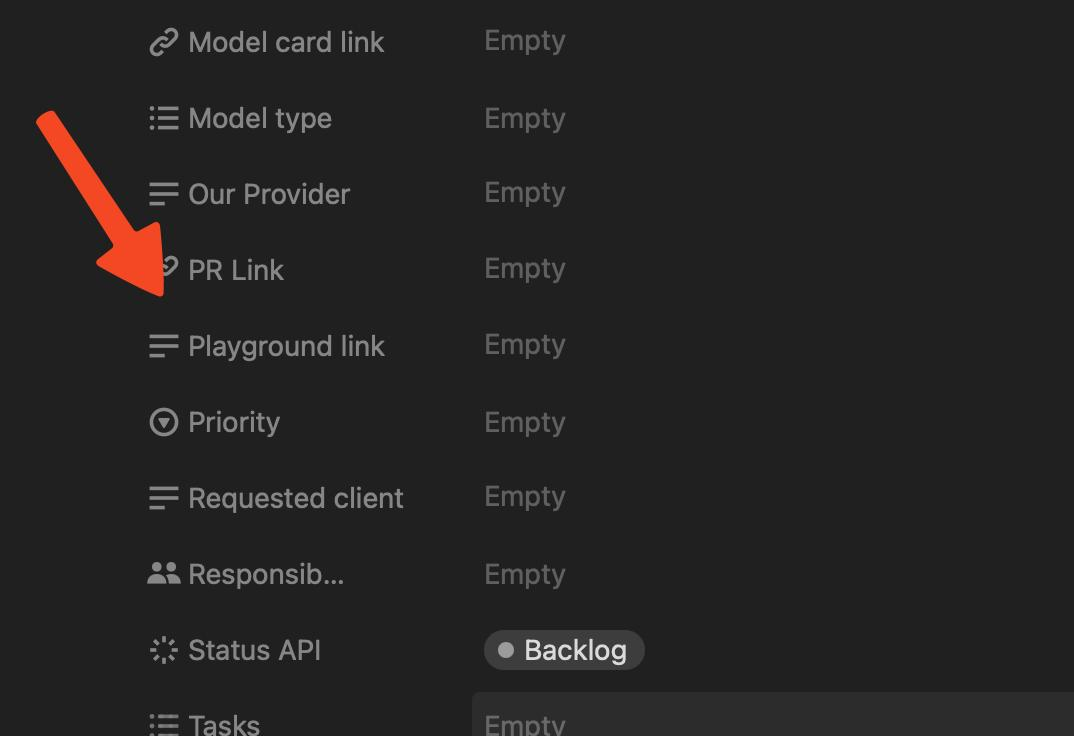 Model card link Empty
Model type Empty
Our Provider Empty
PR Link Empty
Playground link Empty
Priority Empty
Requested client Empty
Responsib... Empty
Status API Backlog
Tasks Empty